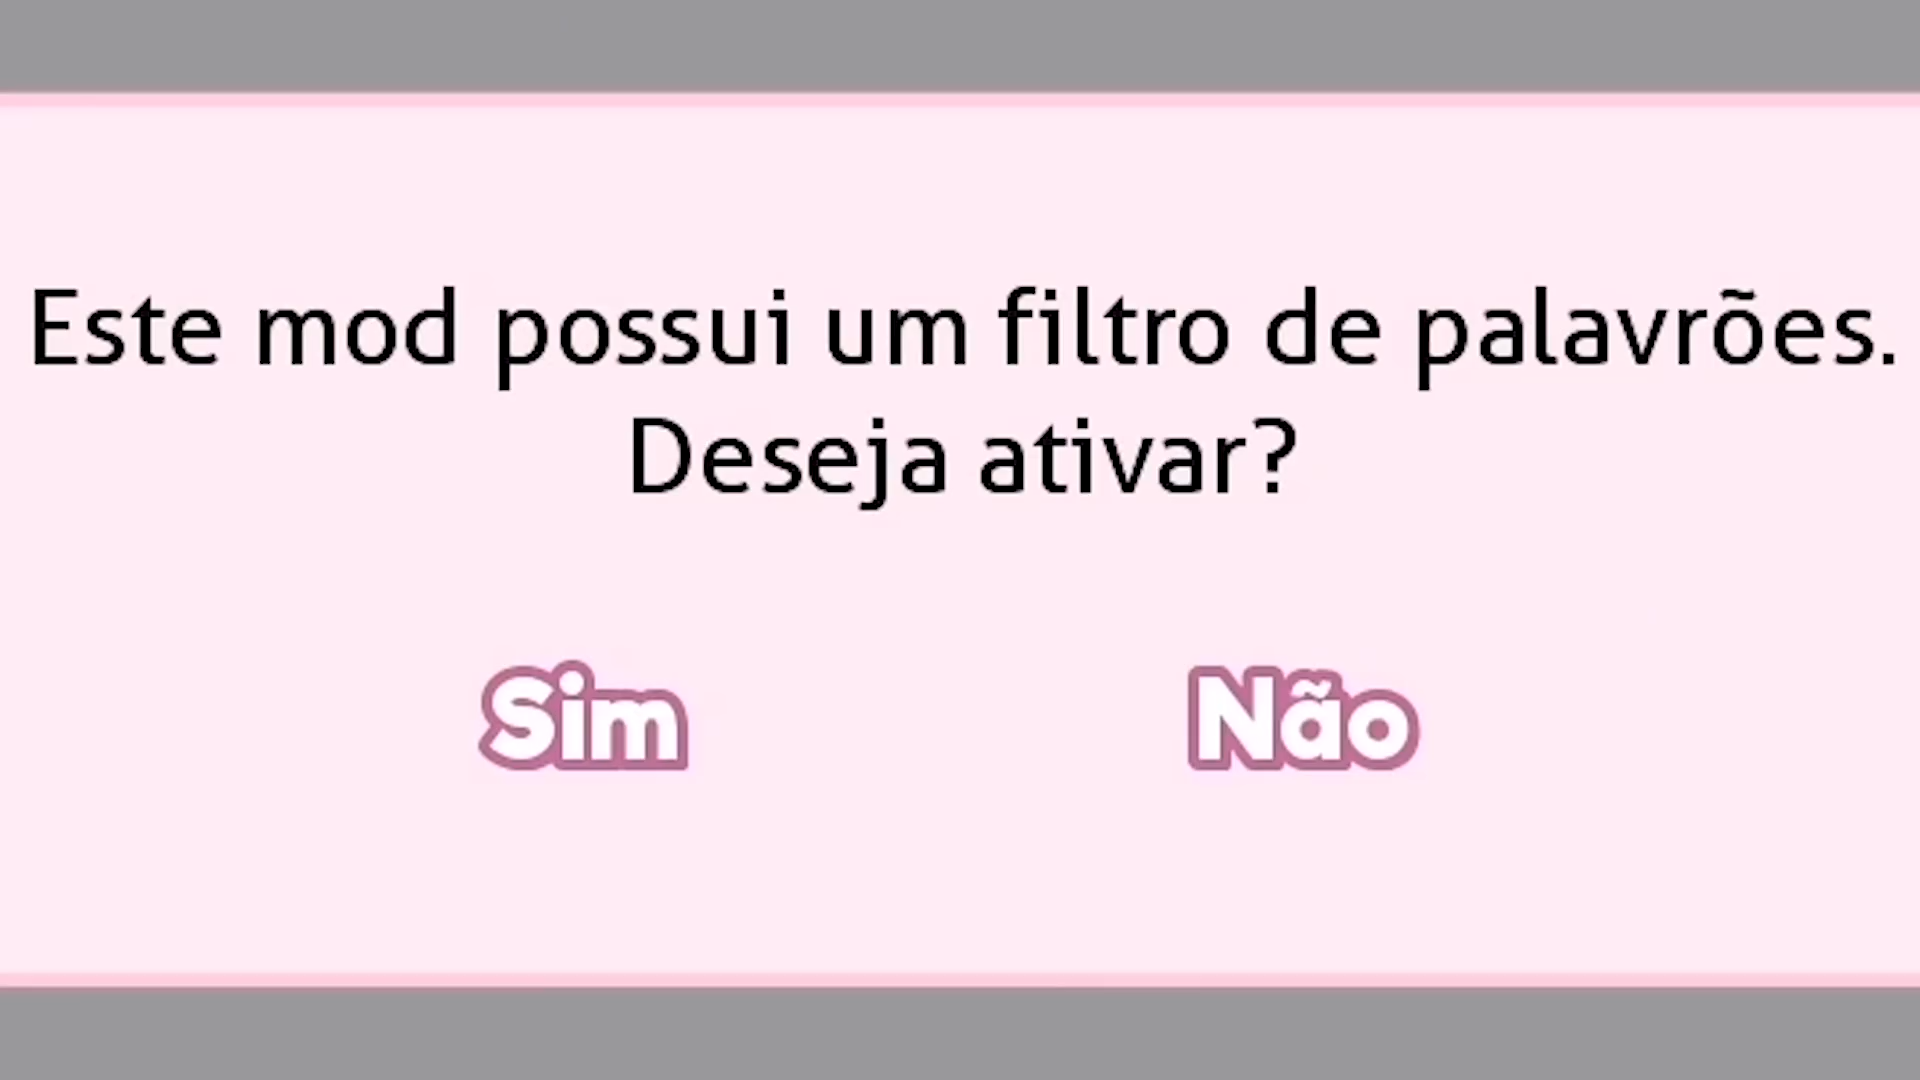 Este mod possui um filtro de palavrões.
Deseja ativar?
Sim Não